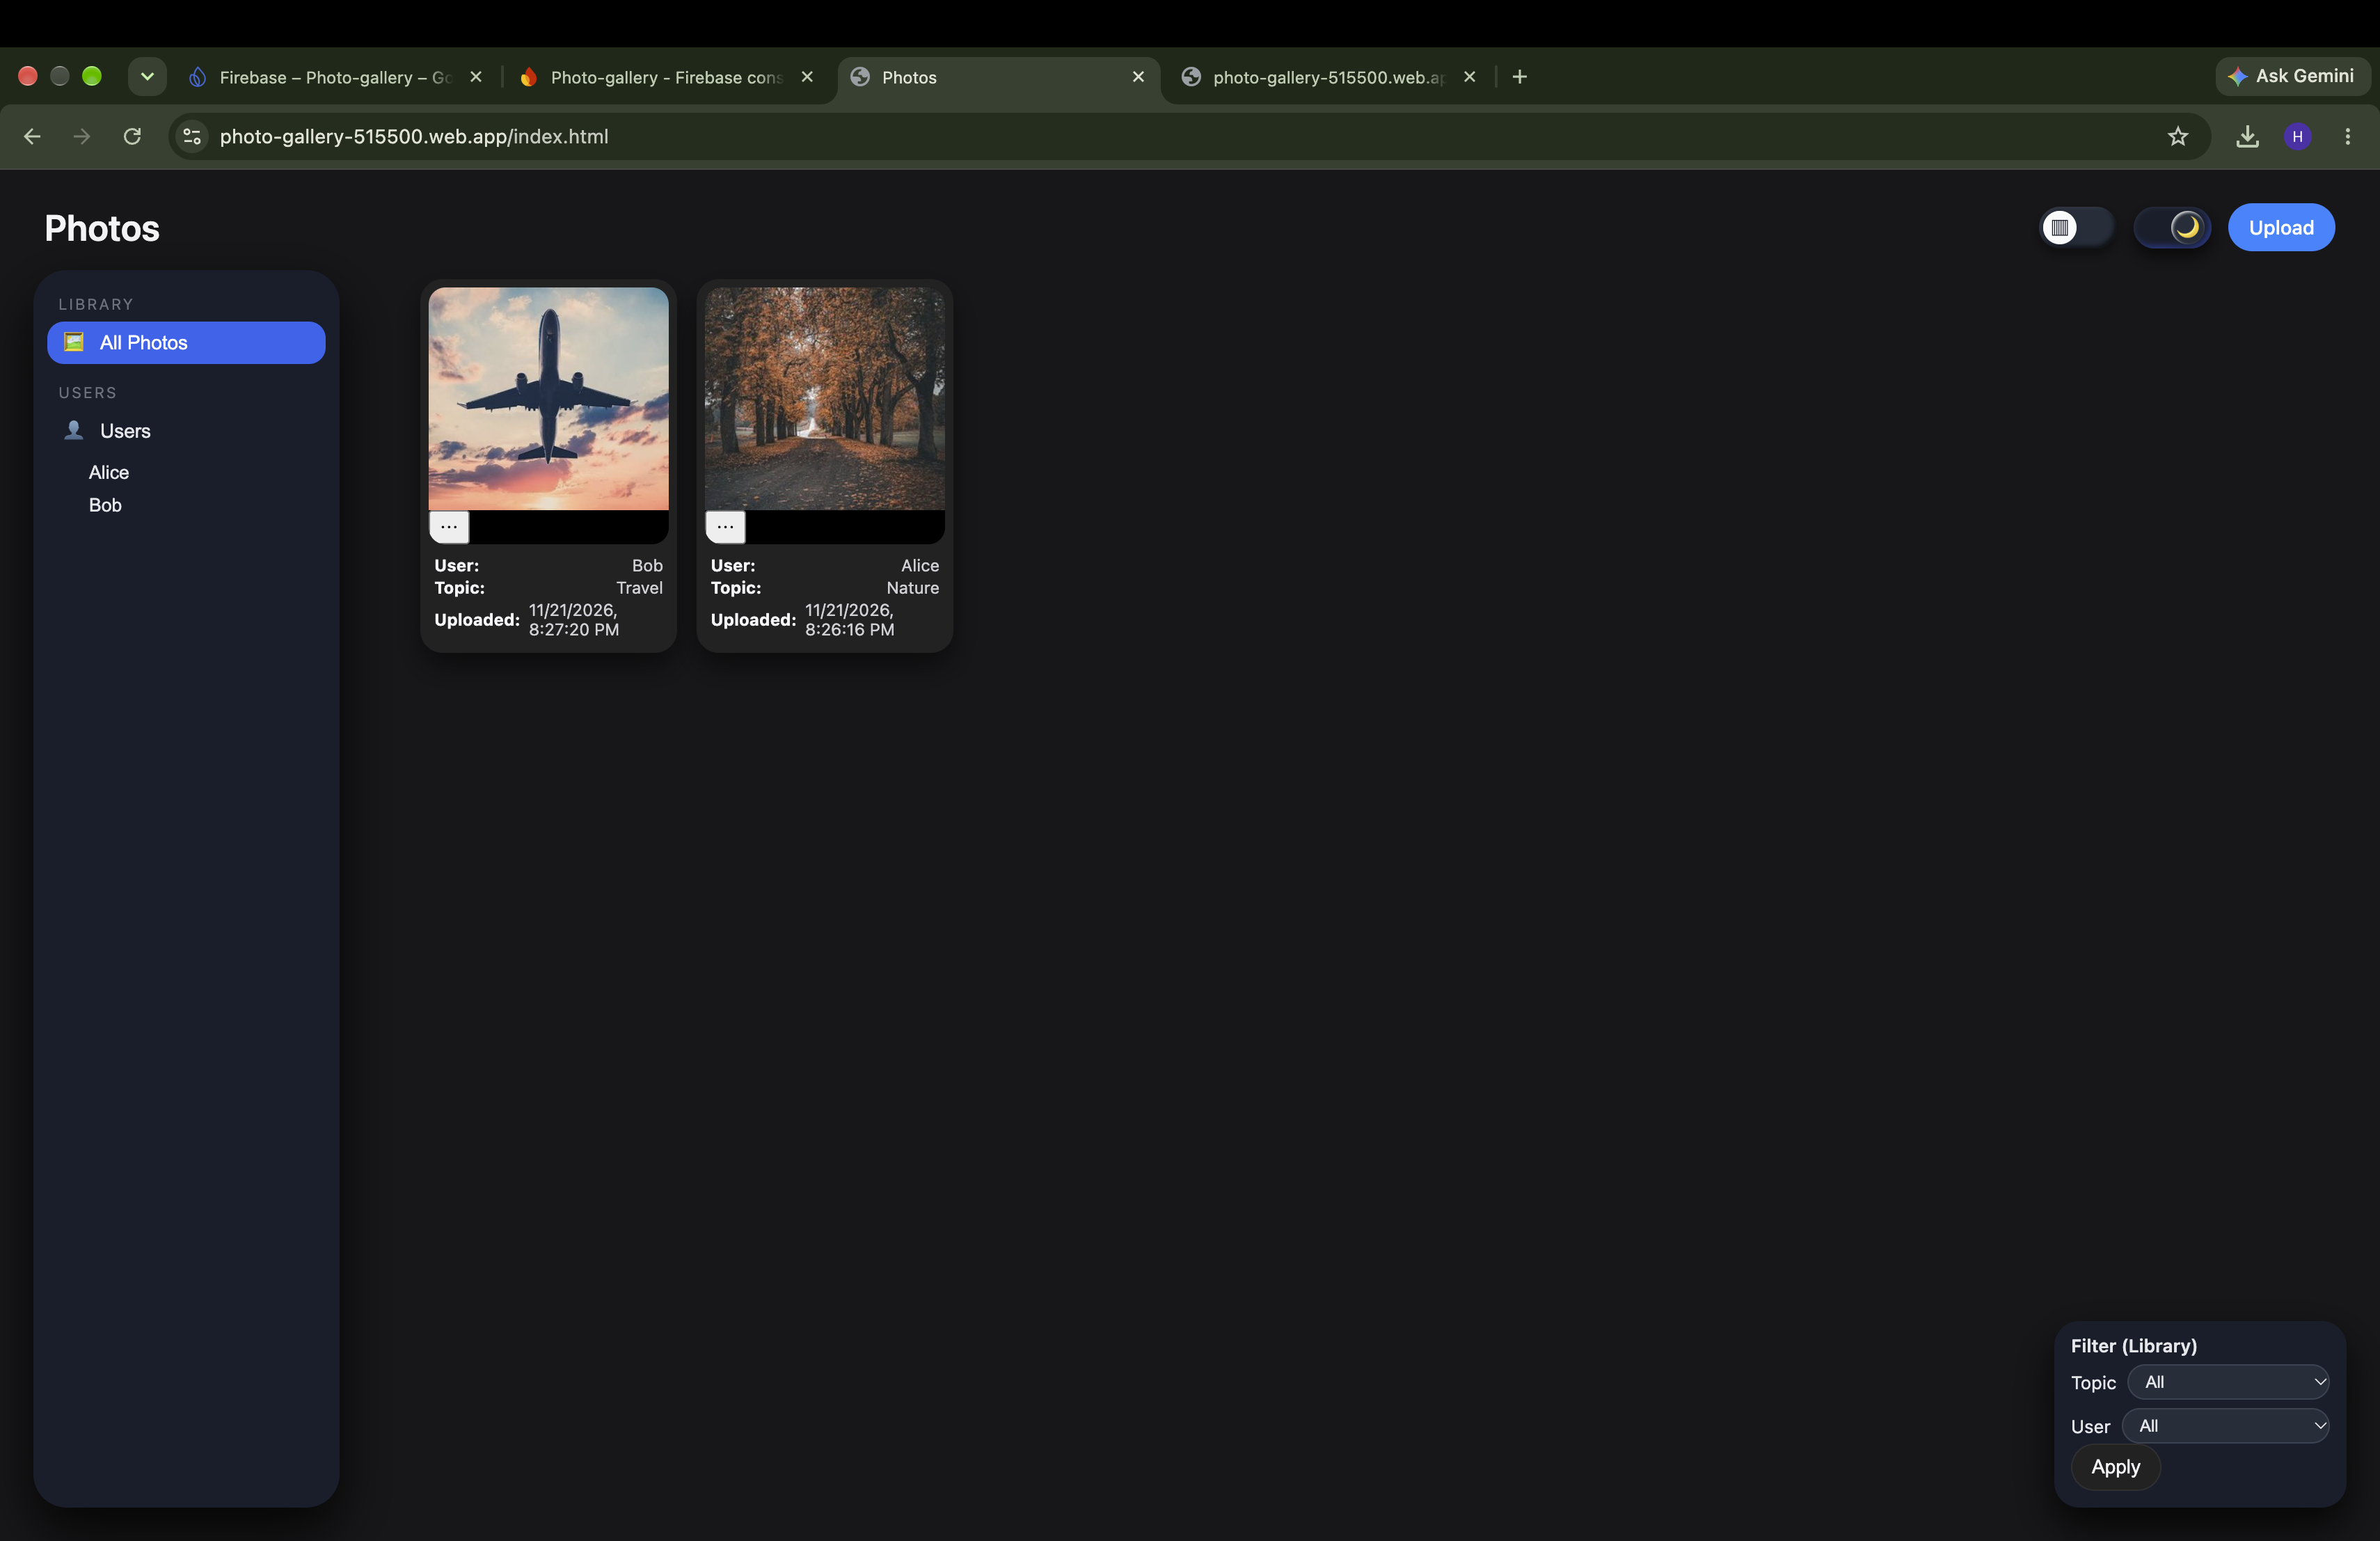 Firebase – Photo-gallery – Go
Photo-gallery - Firebase cons
Photos
photo-gallery-515500.web.ap
Ask Gemini
photo-gallery-515500.web.app/index.html
H
Photos
Upload
LIBRARY
All Photos
USERS
Users
Alice
Bob
...
User: Bob
Topic: Travel
Uploaded: 11/21/2026,
8:27:20 PM
...
User: Alice
Topic: Nature
Uploaded: 11/21/2026,
8:26:16 PM
Filter (Library)
Topic All
User All
Apply